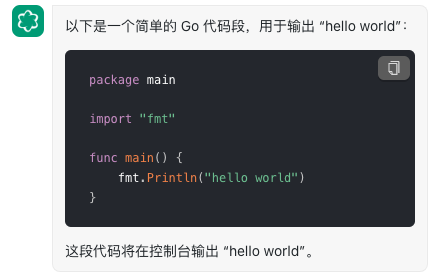 以下是一个简单的 Go 代码段，用于输出 “hello world”：
package main
import "fmt"
func main() {
    fmt.Println("hello world")
}
这段代码将在控制台输出 “hello world”。